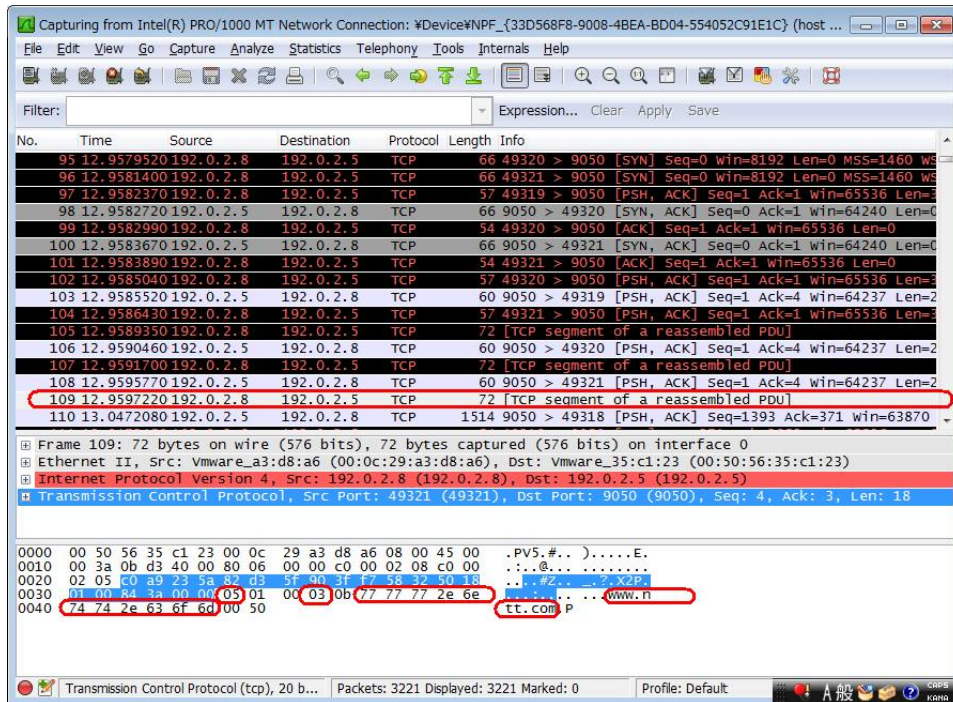 Capturing from Intel(R) PRO/1000 MT Network Connection: ¥Device¥NPF_{33D568F8-9008-4BEA-BD04-554052C91E1C} (host ...
File Edit View Go Capture Analyze Statistics Telephony Tools Internals Help
Filter: Expression... Clear Apply Save
No. Time Source Destination Protocol Length Info
95 12.9579520 192.0.2.8 192.0.2.5 TCP 66 49320 > 9050 [SYN] Seq=0 Win=8192 Len=0 MSS=1460 WS
96 12.9581400 192.0.2.8 192.0.2.5 TCP 66 49321 > 9050 [SYN] Seq=0 Win=8192 Len=0 MSS=1460 WS
97 12.9582370 192.0.2.8 192.0.2.5 TCP 57 49319 > 9050 [PSH, ACK] Seq=1 Ack=1 Win=65536 Len=3
98 12.9582720 192.0.2.5 192.0.2.8 TCP 66 9050 > 49320 [SYN, ACK] Seq=0 Ack=1 Win=64240 Len=0
99 12.9582990 192.0.2.8 192.0.2.5 TCP 54 49320 > 9050 [ACK] Seq=1 Ack=1 Win=65536 Len=0
100 12.9583670 192.0.2.5 192.0.2.8 TCP 66 9050 > 49321 [SYN, ACK] Seq=0 Ack=1 Win=64240 Len=0
101 12.9583890 192.0.2.8 192.0.2.5 TCP 54 49321 > 9050 [ACK] Seq=1 Ack=1 Win=65536 Len=0
102 12.9585040 192.0.2.8 192.0.2.5 TCP 57 49320 > 9050 [PSH, ACK] Seq=1 Ack=1 Win=65536 Len=3
103 12.9585520 192.0.2.5 192.0.2.8 TCP 60 9050 > 49319 [PSH, ACK] Seq=1 Ack=4 Win=64237 Len=2
104 12.9586430 192.0.2.8 192.0.2.5 TCP 57 49321 > 9050 [PSH, ACK] Seq=1 Ack=1 Win=65536 Len=3
105 12.9589350 192.0.2.8 192.0.2.5 TCP 72 [TCP segment of a reassembled PDU]
106 12.9590460 192.0.2.5 192.0.2.8 TCP 60 9050 > 49320 [PSH, ACK] Seq=1 Ack=4 Win=64237 Len=2
107 12.9591700 192.0.2.8 192.0.2.5 TCP 72 [TCP segment of a reassembled PDU]
108 12.9595770 192.0.2.5 192.0.2.8 TCP 60 9050 > 49321 [PSH, ACK] Seq=1 Ack=4 Win=64237 Len=2
109 12.9597220 192.0.2.8 192.0.2.5 TCP 72 [TCP segment of a reassembled PDU]
110 13.0472080 192.0.2.5 192.0.2.8 TCP 1514 9050 > 49318 [PSH, ACK] Seq=1393 Ack=371 Win=63870
Frame 109: 72 bytes on wire (576 bits), 72 bytes captured (576 bits) on interface 0
Ethernet II, Src: Vmware_a3:d8:a6 (00:0c:29:a3:d8:a6), Dst: Vmware_35:c1:23 (00:50:56:35:c1:23)
Internet Protocol Version 4, Src: 192.0.2.8 (192.0.2.8), Dst: 192.0.2.5 (192.0.2.5)
Transmission Control Protocol, Src Port: 49321 (49321), Dst Port: 9050 (9050), Seq: 4, Ack: 3, Len: 18
0000 00 50 56 35 c1 23 00 0c 29 a3 d8 a6 08 00 45 00 .PV5.#.. ).....E.
0010 00 3a 0b d3 40 00 80 06 00 00 c0 00 02 08 c0 00 .:..@... ........
0020 02 05 c0 a9 23 5a 82 d3 5f 90 3f f7 58 32 50 18 ....#Z.. _.?.X2P.
0030 01 00 84 3a 00 00 05 01 00 03 0b 77 77 77 2e 6e ...:.... ...www.n
0040 74 74 2e 63 6f 6d 00 50 tt.com.P
Transmission Control Protocol (tcp), 20 b... Packets: 3221 Displayed: 3221 Marked: 0 Profile: Default A 般 CAPS KANA